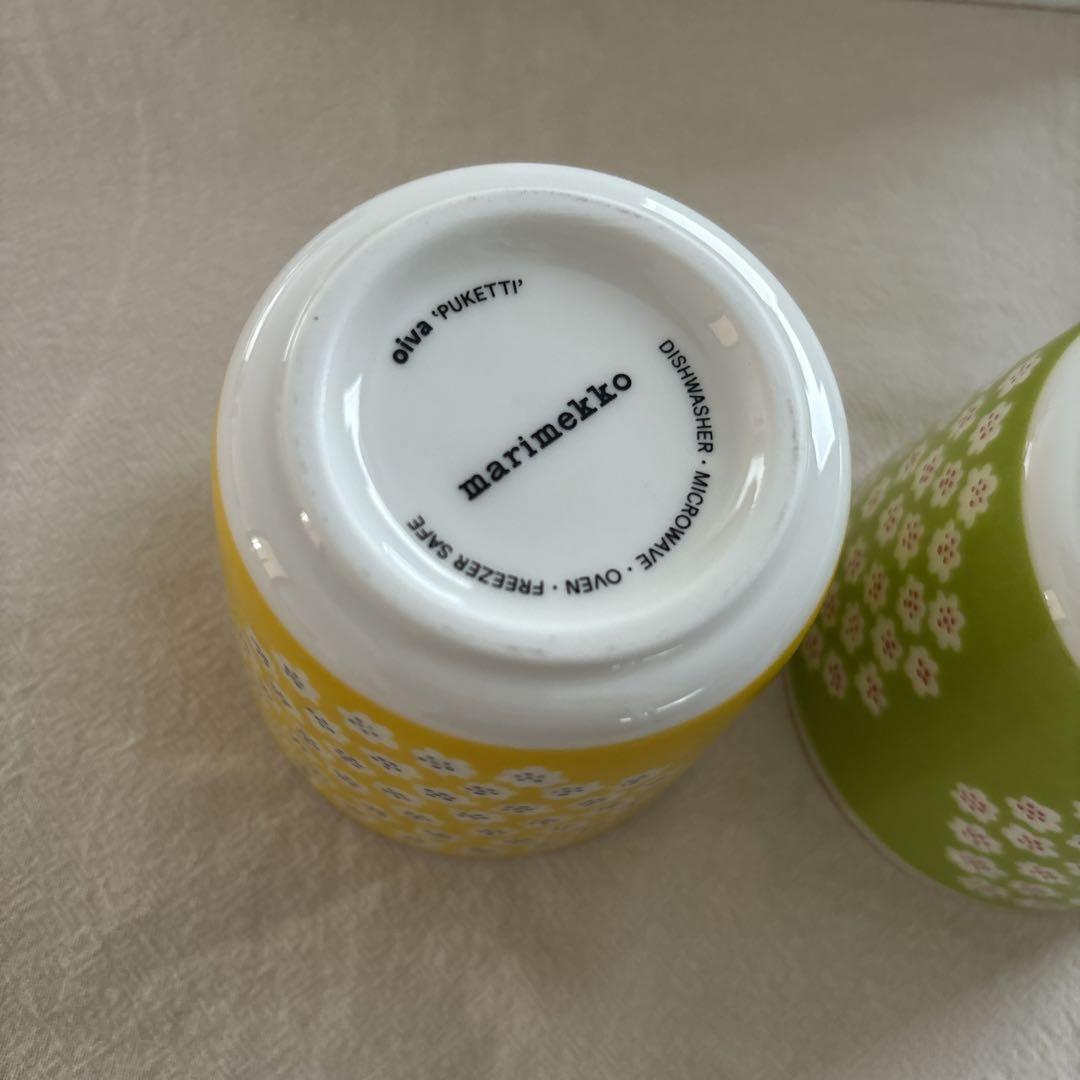 oiva ‘PUKETTI’
marimekko
DISHWASHER · MICROWAVE · OVEN · FREEZER SAFE